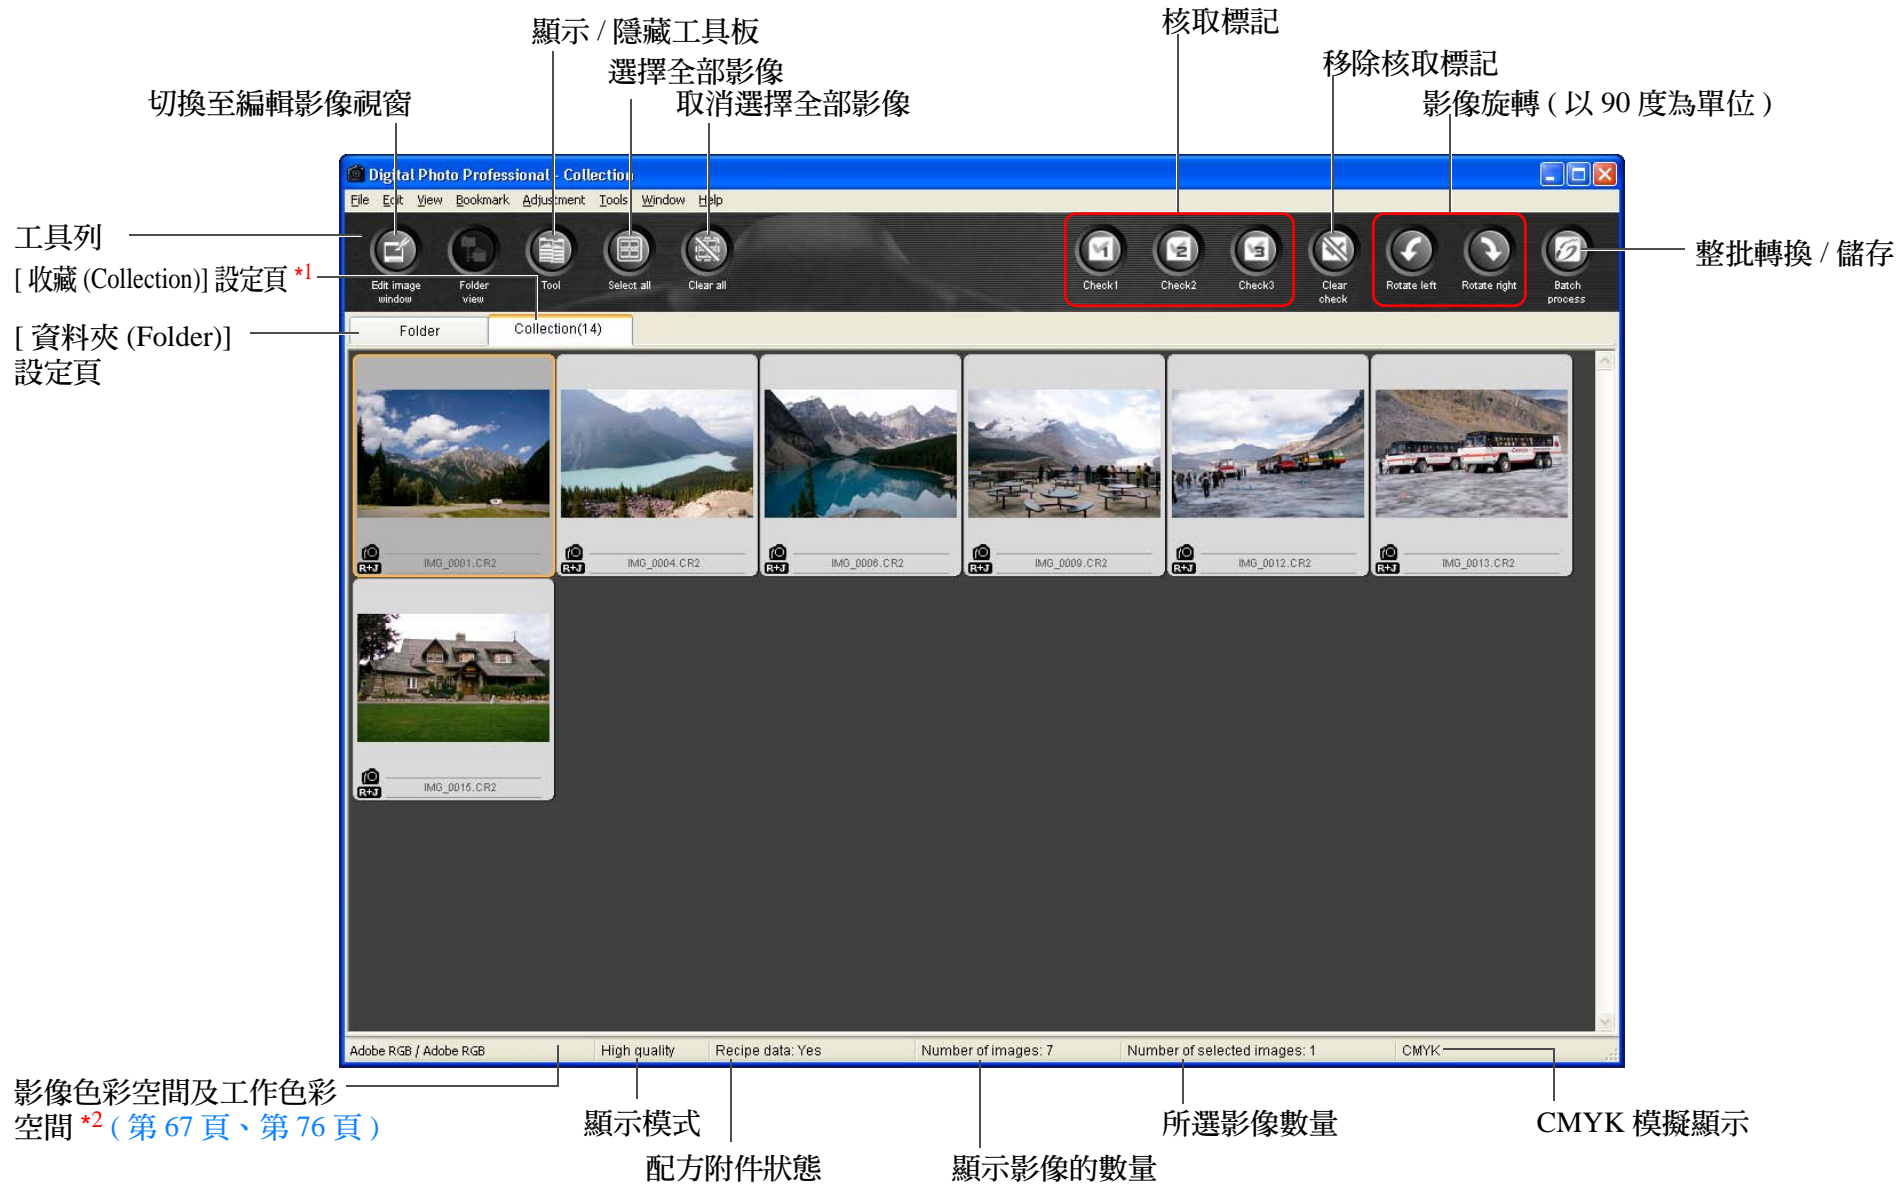 核取標記
顯示 / 隱藏工具板
移除核取標記
選擇全部影像
切換至編輯影像視窗
取消選擇全部影像
影像旋轉 ( 以 90 度為單位 )
Digital Photo Professional - Collection
File Edit View Bookmark Adjustment Tools Window Help
工具列
整批轉換 / 儲存
[ 收藏 (Collection)] 設定頁 *1
Edit image window
Folder view
Tool
Select all
Clear all
Check1
Check2
Check3
Clear check
Rotate left
Rotate right
Batch process
[ 資料夾 (Folder)]
設定頁
Folder
Collection(14)
R+J IMG_0001.CR2
R+J IMG_0004.CR2
R+J IMG_0006.CR2
R+J IMG_0009.CR2
R+J IMG_0012.CR2
R+J IMG_0013.CR2
R+J IMG_0015.CR2
Adobe RGB / Adobe RGB
High quality
Recipe data: Yes
Number of images: 7
Number of selected images: 1
CMYK
影像色彩空間及工作色彩
空間 *2 ( 第 67 頁、第 76 頁 )
顯示模式
所選影像數量
CMYK 模擬顯示
配方附件狀態
顯示影像的數量